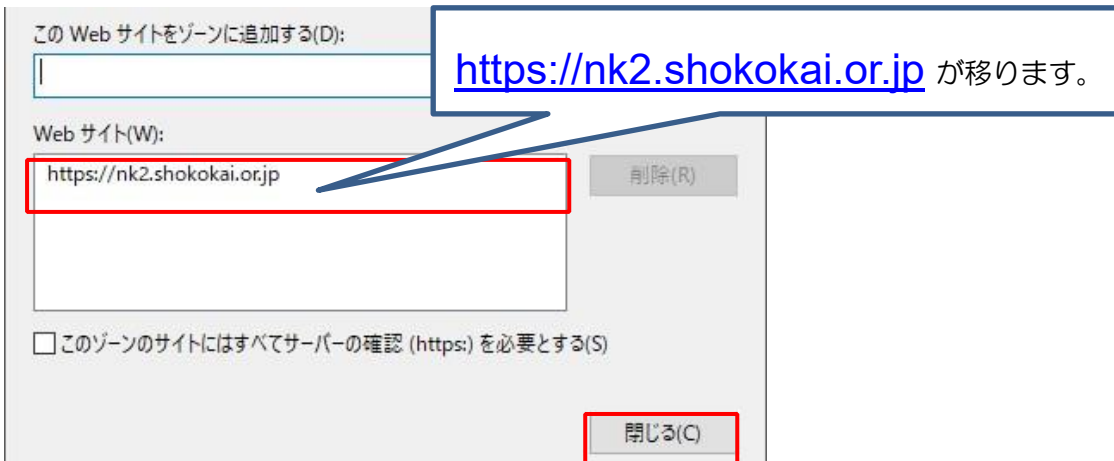 この Web サイトをゾーンに追加する(D):
https://nk2.shokokai.or.jp が移ります。
Web サイト(W):
https://nk2.shokokai.or.jp
削除(R)
このゾーンのサイトにはすべてサーバーの確認 (https:) を必要とする(S)
閉じる(C)